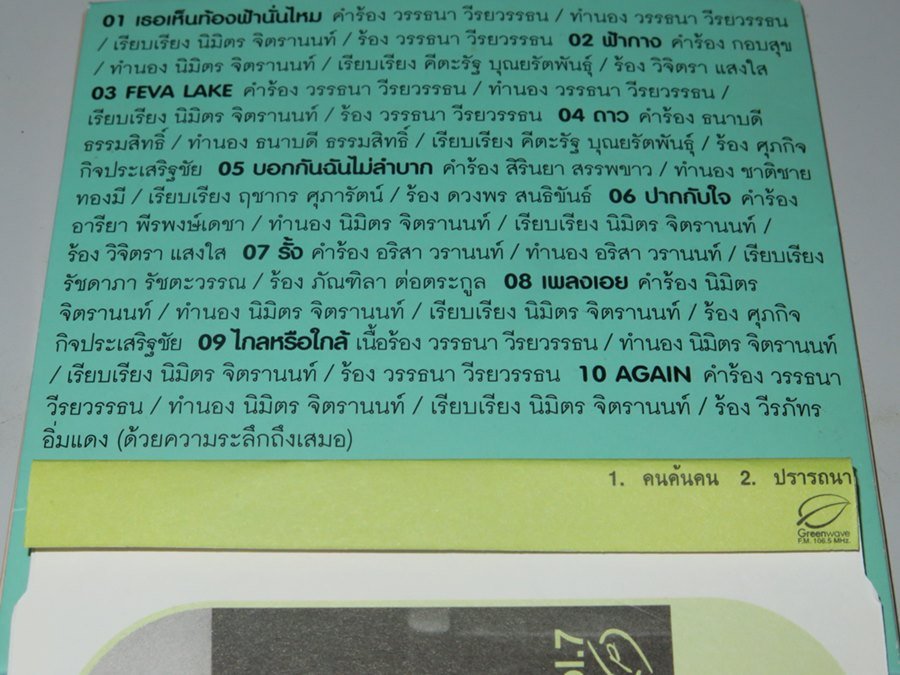 01 เธอเห็นท้องฟ้านั่นไหม คำร้อง วรรธนา วีรยวรรธน / ทำนอง วรรธนา วีรยวรรธน
/ เรียบเรียง นิมิตร จิตรานนท์ / ร้อง วรรธนา วีรยวรรธน 02 ฟ้ากาง คำร้อง กอบสุข
/ ทำนอง นิมิตร จิตรานนท์ / เรียบเรียง คีตะรัฐ บุณยรัตพันธุ์ / ร้อง วิจิตรา แสงใส
03 FEVA LAKE คำร้อง วรรธนา วีรยวรรธน / ทำนอง วรรธนา วีรยวรรธน /
เรียบเรียง นิมิตร จิตรานนท์ / ร้อง วรรธนา วีรยวรรธน 04 ดาว คำร้อง ธนาบดี
ธรรมสิทธิ์ / ทำนอง ธนาบดี ธรรมสิทธิ์ / เรียบเรียง คีตะรัฐ บุณยรัตพันธุ์ / ร้อง ศุภกิจ
กิจประเสริฐชัย 05 บอกกันฉันไม่ลำบาก คำร้อง สิรินยา สรรพขาว / ทำนอง ชาติชาย
ทองมี / เรียบเรียง ฤชากร ศุภารัตน์ / ร้อง ดวงพร สนธิขันธ์ 06 ปากกับใจ คำร้อง
อารียา พีรพงษ์เดชา / ทำนอง นิมิตร จิตรานนท์ / เรียบเรียง นิมิตร จิตรานนท์ /
ร้อง วิจิตรา แสงใส 07 รั้ง คำร้อง อริสา วรานนท์ / ทำนอง อริสา วรานนท์ / เรียบเรียง
รัชดาภา รัชตะวรรณ / ร้อง ภัณฑิลา ต่อตระกูล 08 เพลงเอย คำร้อง นิมิตร
จิตรานนท์ / ทำนอง นิมิตร จิตรานนท์ / เรียบเรียง นิมิตร จิตรานนท์ / ร้อง ศุภกิจ
กิจประเสริฐชัย 09 ไกลหรือใกล้ เนื้อร้อง วรรธนา วีรยวรรธน / ทำนอง นิมิตร จิตรานนท์
/ เรียบเรียง นิมิตร จิตรานนท์ / ร้อง วรรธนา วีรยวรรธน 10 AGAIN คำร้อง วรรธนา
วีรยวรรธน / ทำนอง นิมิตร จิตรานนท์ / เรียบเรียง นิมิตร จิตรานนท์ / ร้อง วีรภัทร
อิ่มแดง (ด้วยความระลึกถึงเสมอ)
1. คนค้นคน 2. ปรารถนา
Greenwave
F.M. 106.5 MHz.
ol.7